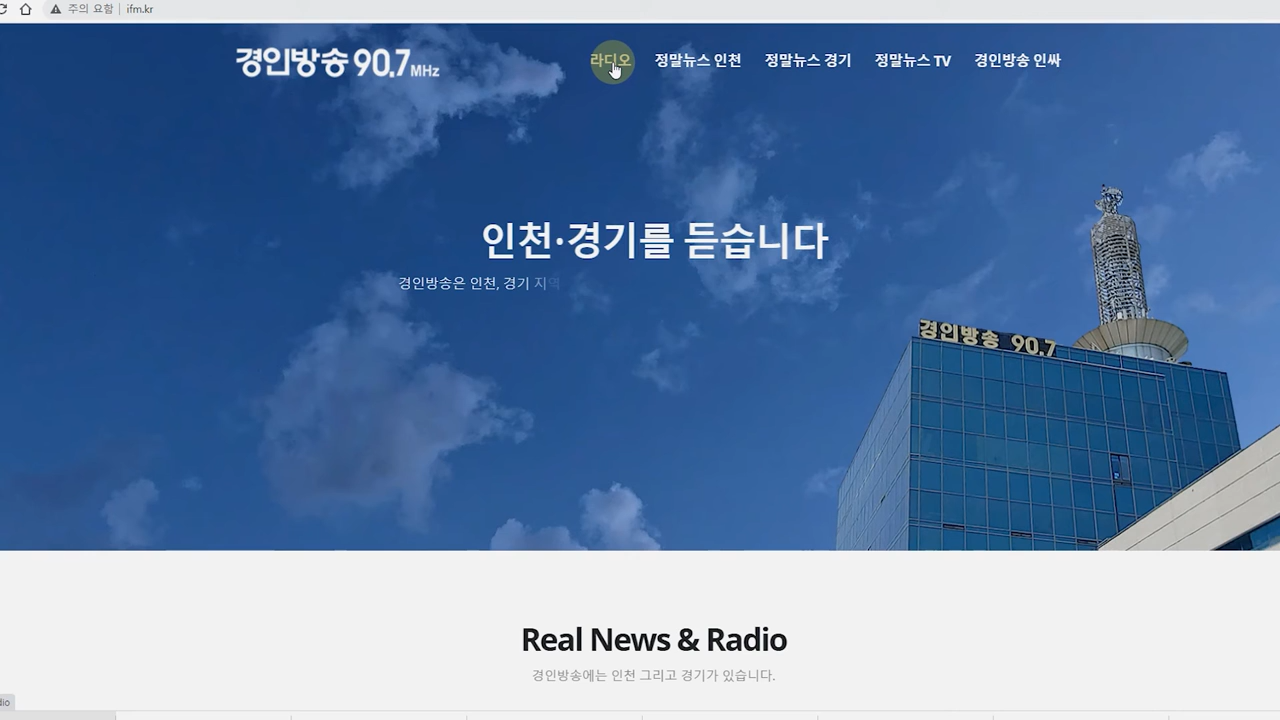 주의 요함 ifm.kr
경인방송 90.7MHz
라디오 정말뉴스 인천 정말뉴스 경기 정말뉴스 TV 경인방송 인싸
인천·경기를 듣습니다
경인방송은 인천, 경기 지역
경인방송 90.7
Real News & Radio
경인방송에는 인천 그리고 경기가 있습니다.
dio